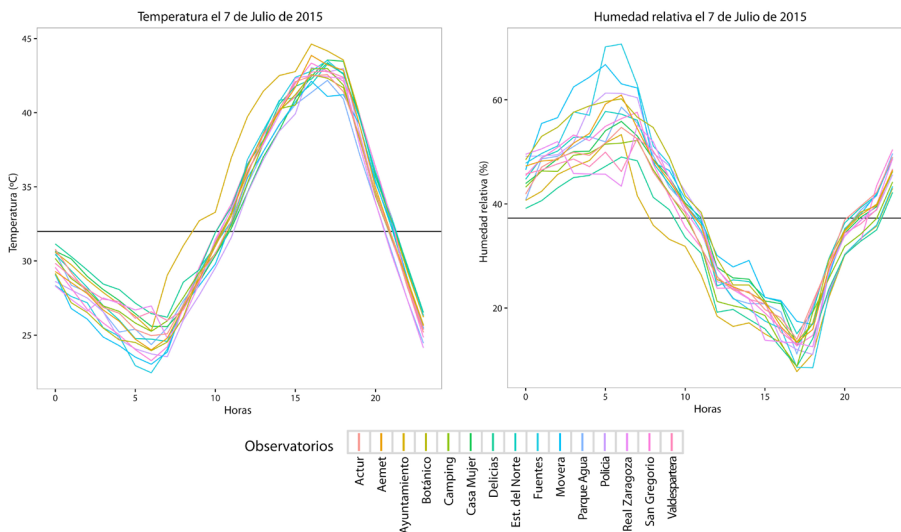 Temperatura el 7 de Julio de 2015
45
40
35
30
25
Temperatura (ºC)
0 5 10 15 20
Horas
Humedad relativa el 7 de Julio de 2015
60
40
20
Humedad relativa (%)
0 5 10 15 20
Horas
Observatorios
Actur
Aemet
Ayuntamiento
Botánico
Camping
Casa Mujer
Delicias
Est. del Norte
Fuentes
Movera
Parque Agua
Policia
Real Zaragoza
San Gregorio
Valdespartera